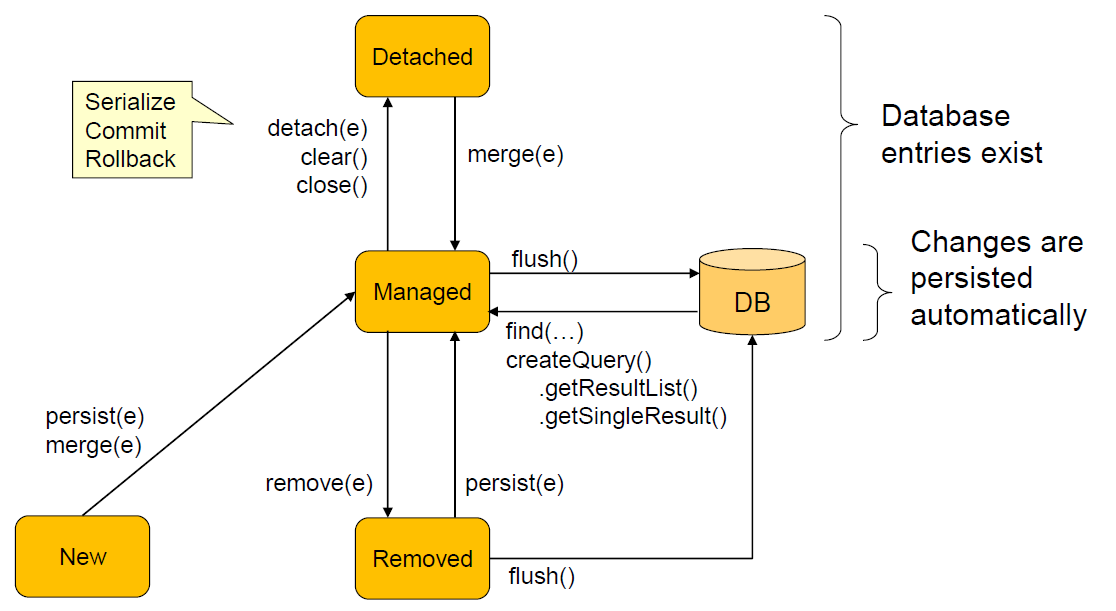 Detached
Serialize
Commit
Rollback
detach(e)
clear()
close()
merge(e)
Database
entries exist
Managed
flush()
DB
find(…)
createQuery()
.getResultList()
.getSingleResult()
Changes are
persisted
automatically
persist(e)
merge(e)
remove(e)
persist(e)
New
Removed
flush()